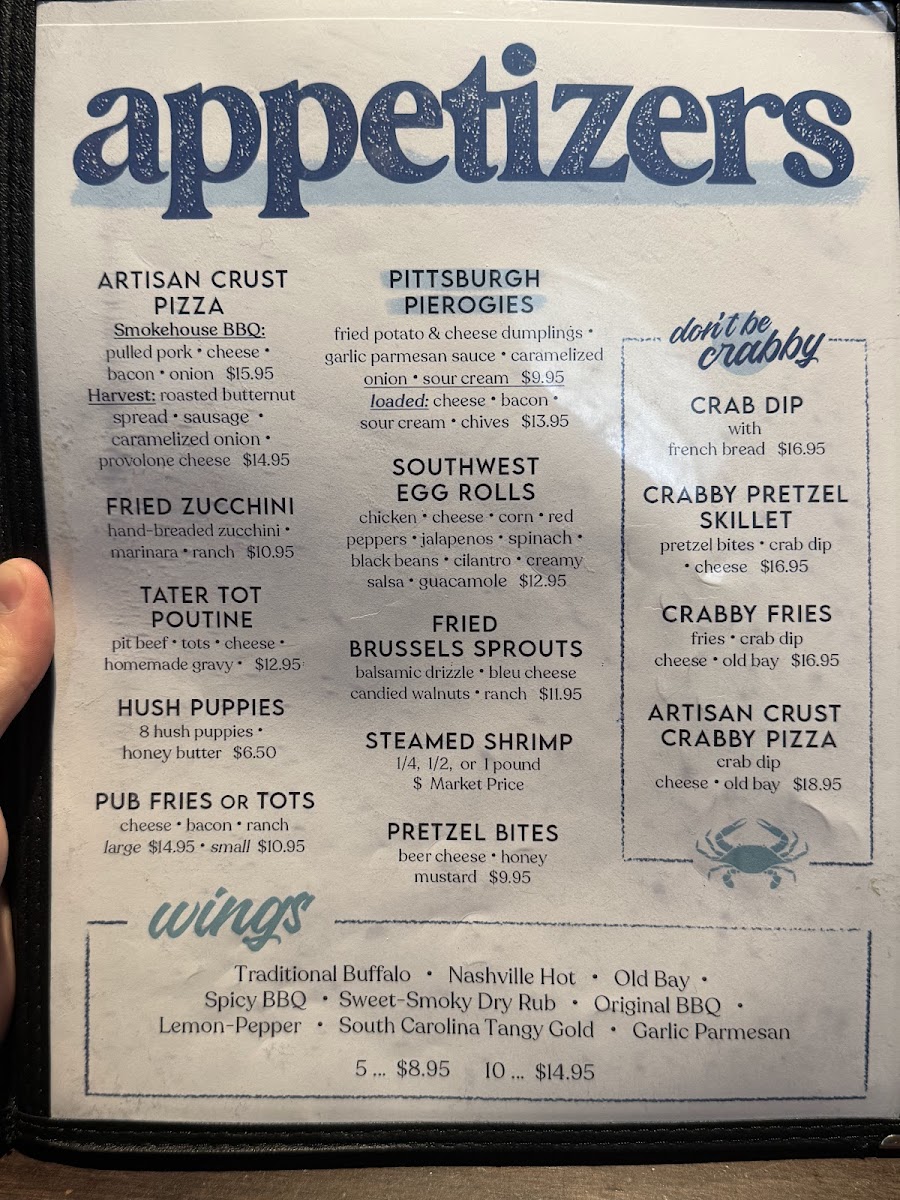 appetizers
ARTISAN CRUST
PIZZA
Smokehouse BBQ:
pulled pork • cheese •
bacon • onion $15.95
Harvest: roasted butternut
spread • sausage •
caramelized onion •
provolone cheese $14.95
FRIED ZUCCHINI
hand-breaded zucchini •
marinara • ranch $10.95
TATER TOT
POUTINE
pit beef • tots • cheese •
homemade gravy • $12.95
HUSH PUPPIES
8 hush puppies •
honey butter $6.50
PUB FRIES OR TOTS
cheese • bacon • ranch
large $14.95 • small $10.95
PITTSBURGH
PIEROGIES
fried potato & cheese dumplings •
garlic parmesan sauce • caramelized
onion • sour cream $9.95
loaded: cheese • bacon •
sour cream • chives $13.95
SOUTHWEST
EGG ROLLS
chicken • cheese • corn • red
peppers • jalapenos • spinach •
black beans • cilantro • creamy
salsa • guacamole $12.95
FRIED
BRUSSELS SPROUTS
balsamic drizzle • bleu cheese
candied walnuts • ranch $11.95
STEAMED SHRIMP
1/4, 1/2, or 1 pound
$ Market Price
PRETZEL BITES
beer cheese • honey
mustard $9.95
don't be
crabby
CRAB DIP
with
french bread $16.95
CRABBY PRETZEL
SKILLET
pretzel bites • crab dip
• cheese $16.95
CRABBY FRIES
fries • crab dip
cheese • old bay $16.95
ARTISAN CRUST
CRABBY PIZZA
crab dip
cheese • old bay $18.95
wings
Traditional Buffalo • Nashville Hot • Old Bay •
Spicy BBQ • Sweet-Smoky Dry Rub • Original BBQ •
Lemon-Pepper • South Carolina Tangy Gold • Garlic Parmesan
5 ... $8.95 10 ... $14.95